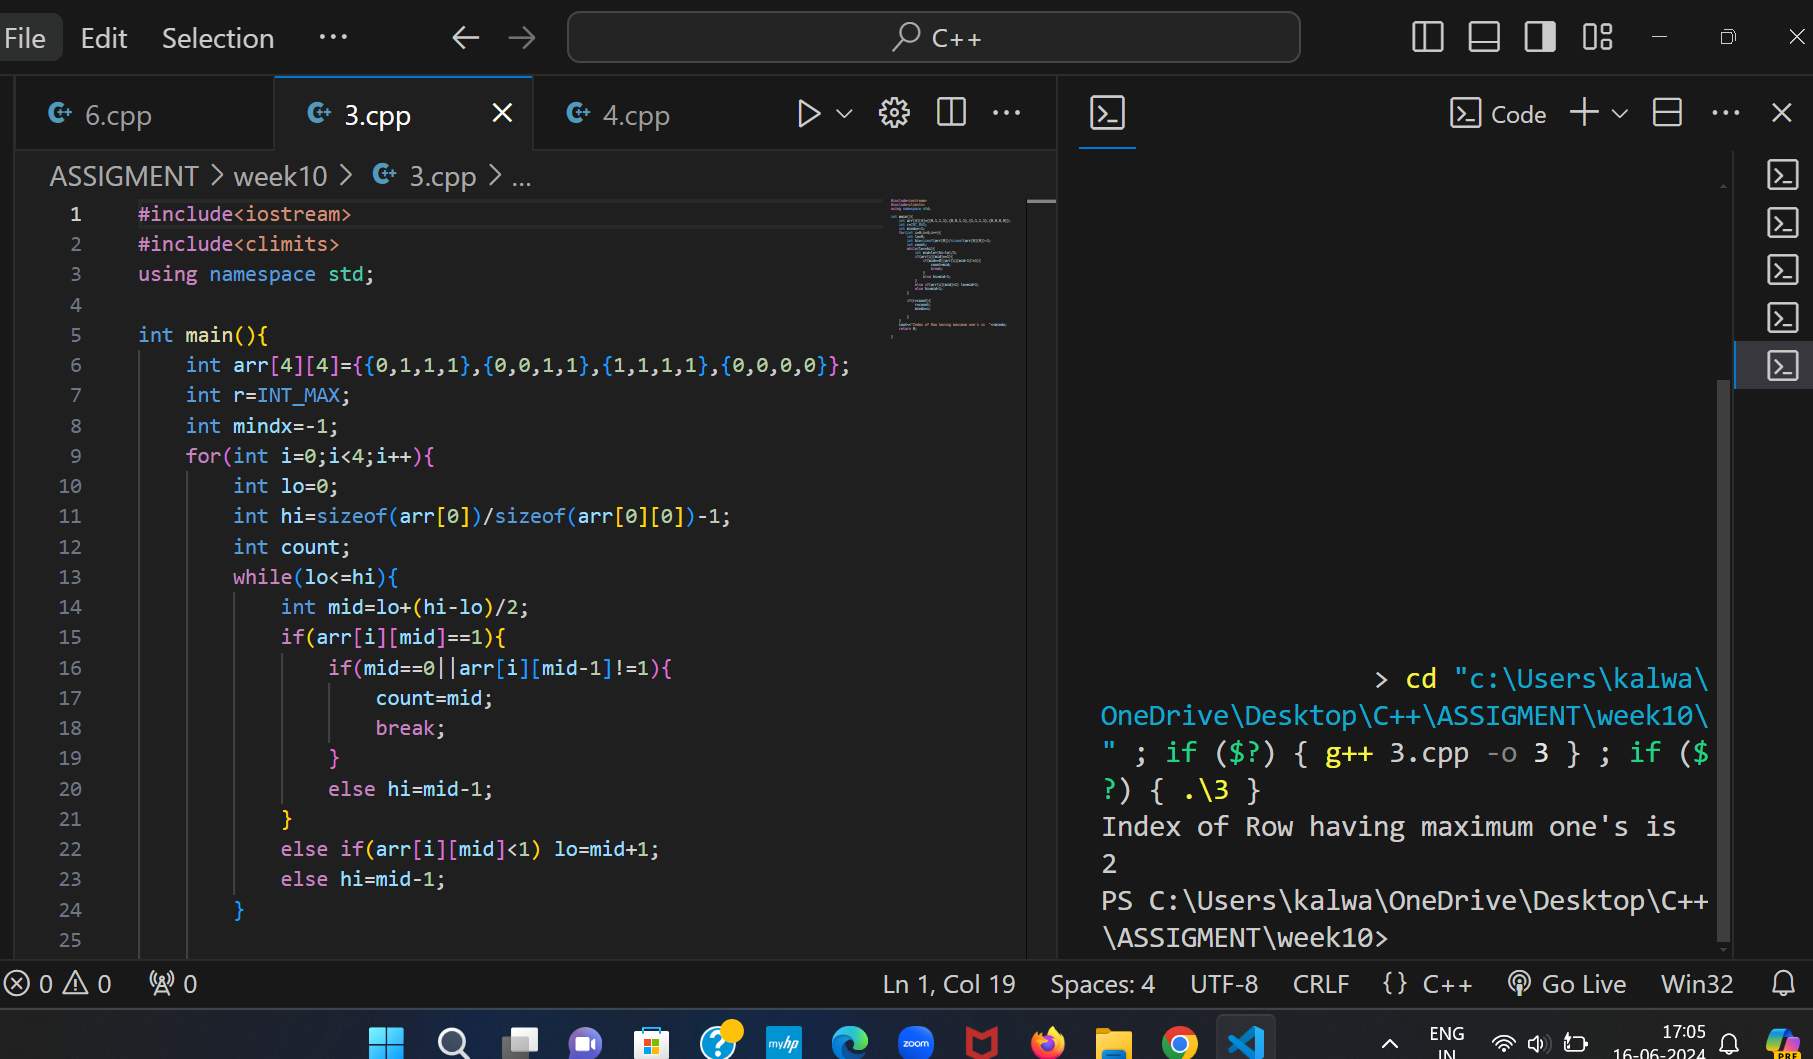 File Edit Selection ··· C++
6.cpp 3.cpp 4.cpp
ASSIGMENT > week10 > 3.cpp > ...
1 #include<iostream>
2 #include<climits>
3 using namespace std;
4
5 int main(){
6 int arr[4][4]={{0,1,1,1},{0,0,1,1},{1,1,1,1},{0,0,0,0}};
7 int r=INT_MAX;
8 int mindx=-1;
9 for(int i=0;i<4;i++){
10 int lo=0;
11 int hi=sizeof(arr[0])/sizeof(arr[0][0])-1;
12 int count;
13 while(lo<=hi){
14 int mid=lo+(hi-lo)/2;
15 if(arr[i][mid]==1){
16 if(mid==0||arr[i][mid-1]!=1){
17 count=mid;
18 break;
19 }
20 else hi=mid-1;
21 }
22 else if(arr[i][mid]<1) lo=mid+1;
23 else hi=mid-1;
24 }
25
Code
> cd "c:\Users\kalwa\
OneDrive\Desktop\C++\ASSIGMENT\week10\
" ; if ($?) { g++ 3.cpp -o 3 } ; if ($
?) { .\3 }
Index of Row having maximum one's is
2
PS C:\Users\kalwa\OneDrive\Desktop\C++
\ASSIGMENT\week10>
0 0 0 Ln 1, Col 19 Spaces: 4 UTF-8 CRLF {} C++ Go Live Win32
myhp zoom
ENG
IN
17:05
16-06-2024
PRE